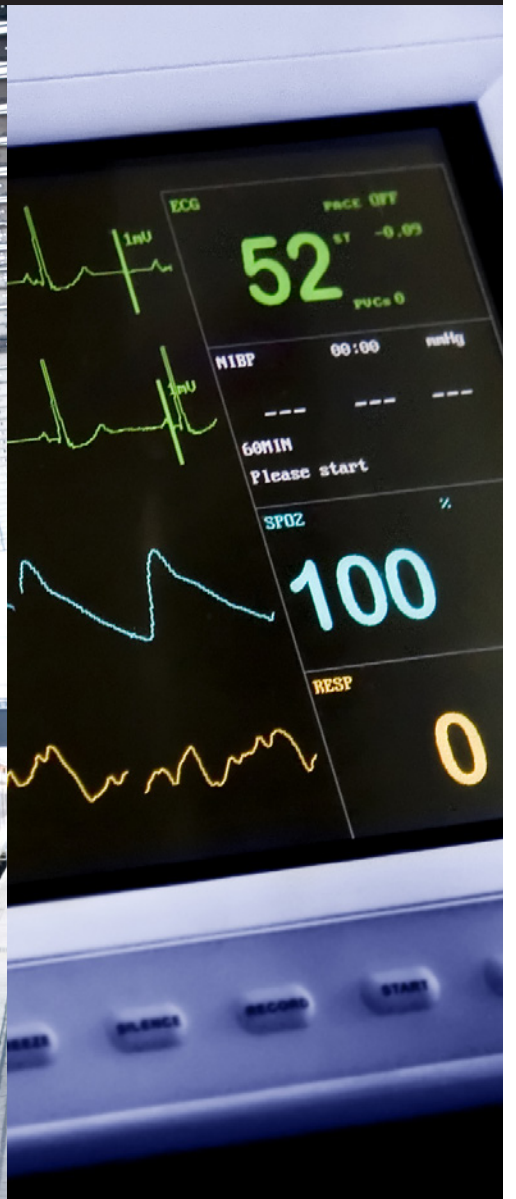 ECG
PACE OFF
1mV
52
ST -0.09
PVCs 0
NIBP 00:00 mmHg
1mV
--- --- ---
60MIN
Please start
SPO2 %
100
RESP
0
SILENCE RECORD START